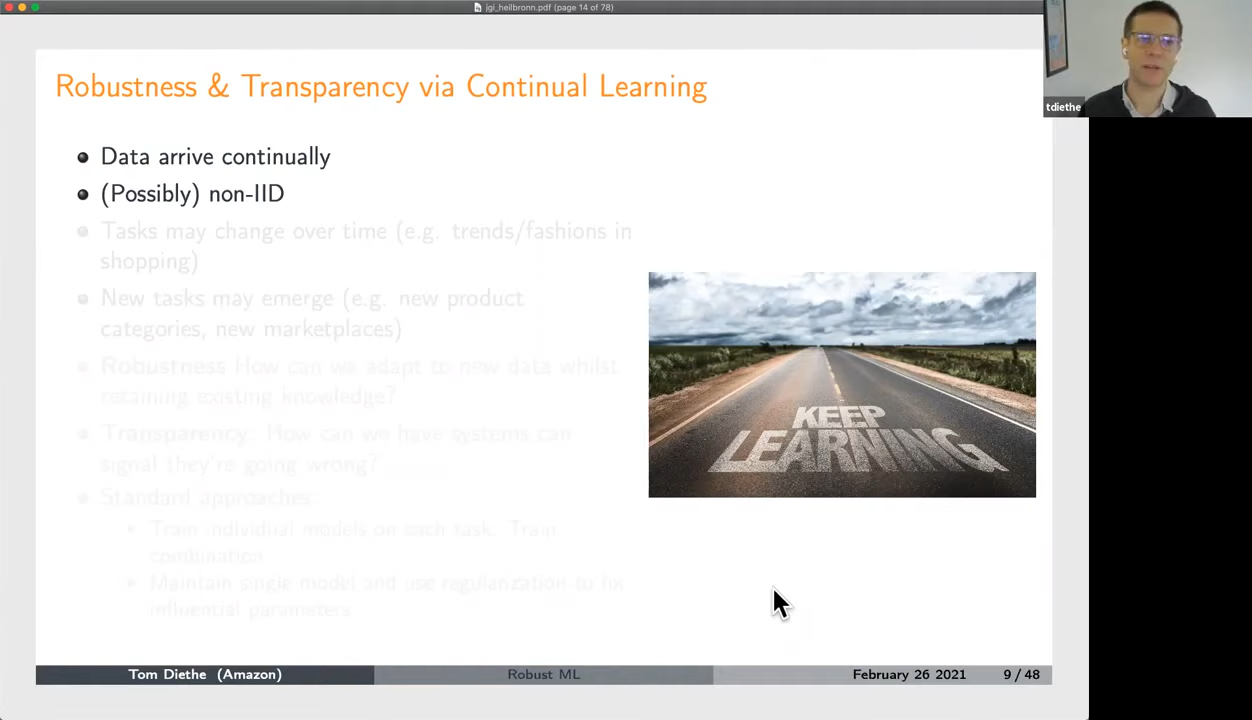 jgi_heilbronn.pdf (page 14 of 78)
tdiethe
Robustness & Transparency via Continual Learning
Data arrive continually
(Possibly) non-IID
Tasks may change over time (e.g. trends/fashions in
shopping)
New tasks may emerge (e.g. new product
categories, new marketplaces)
Robustness How can we adapt to new data whilst
retaining existing knowledge?
Transparency: How can we have systems can
signal they're going wrong?
Standard approaches:
Train individual models on each task. Train
combination
Maintain single model and use regularization to fix
influential parameters
KEEP
LEARNING
Tom Diethe (Amazon)
Robust ML
February 26 2021
9 / 48